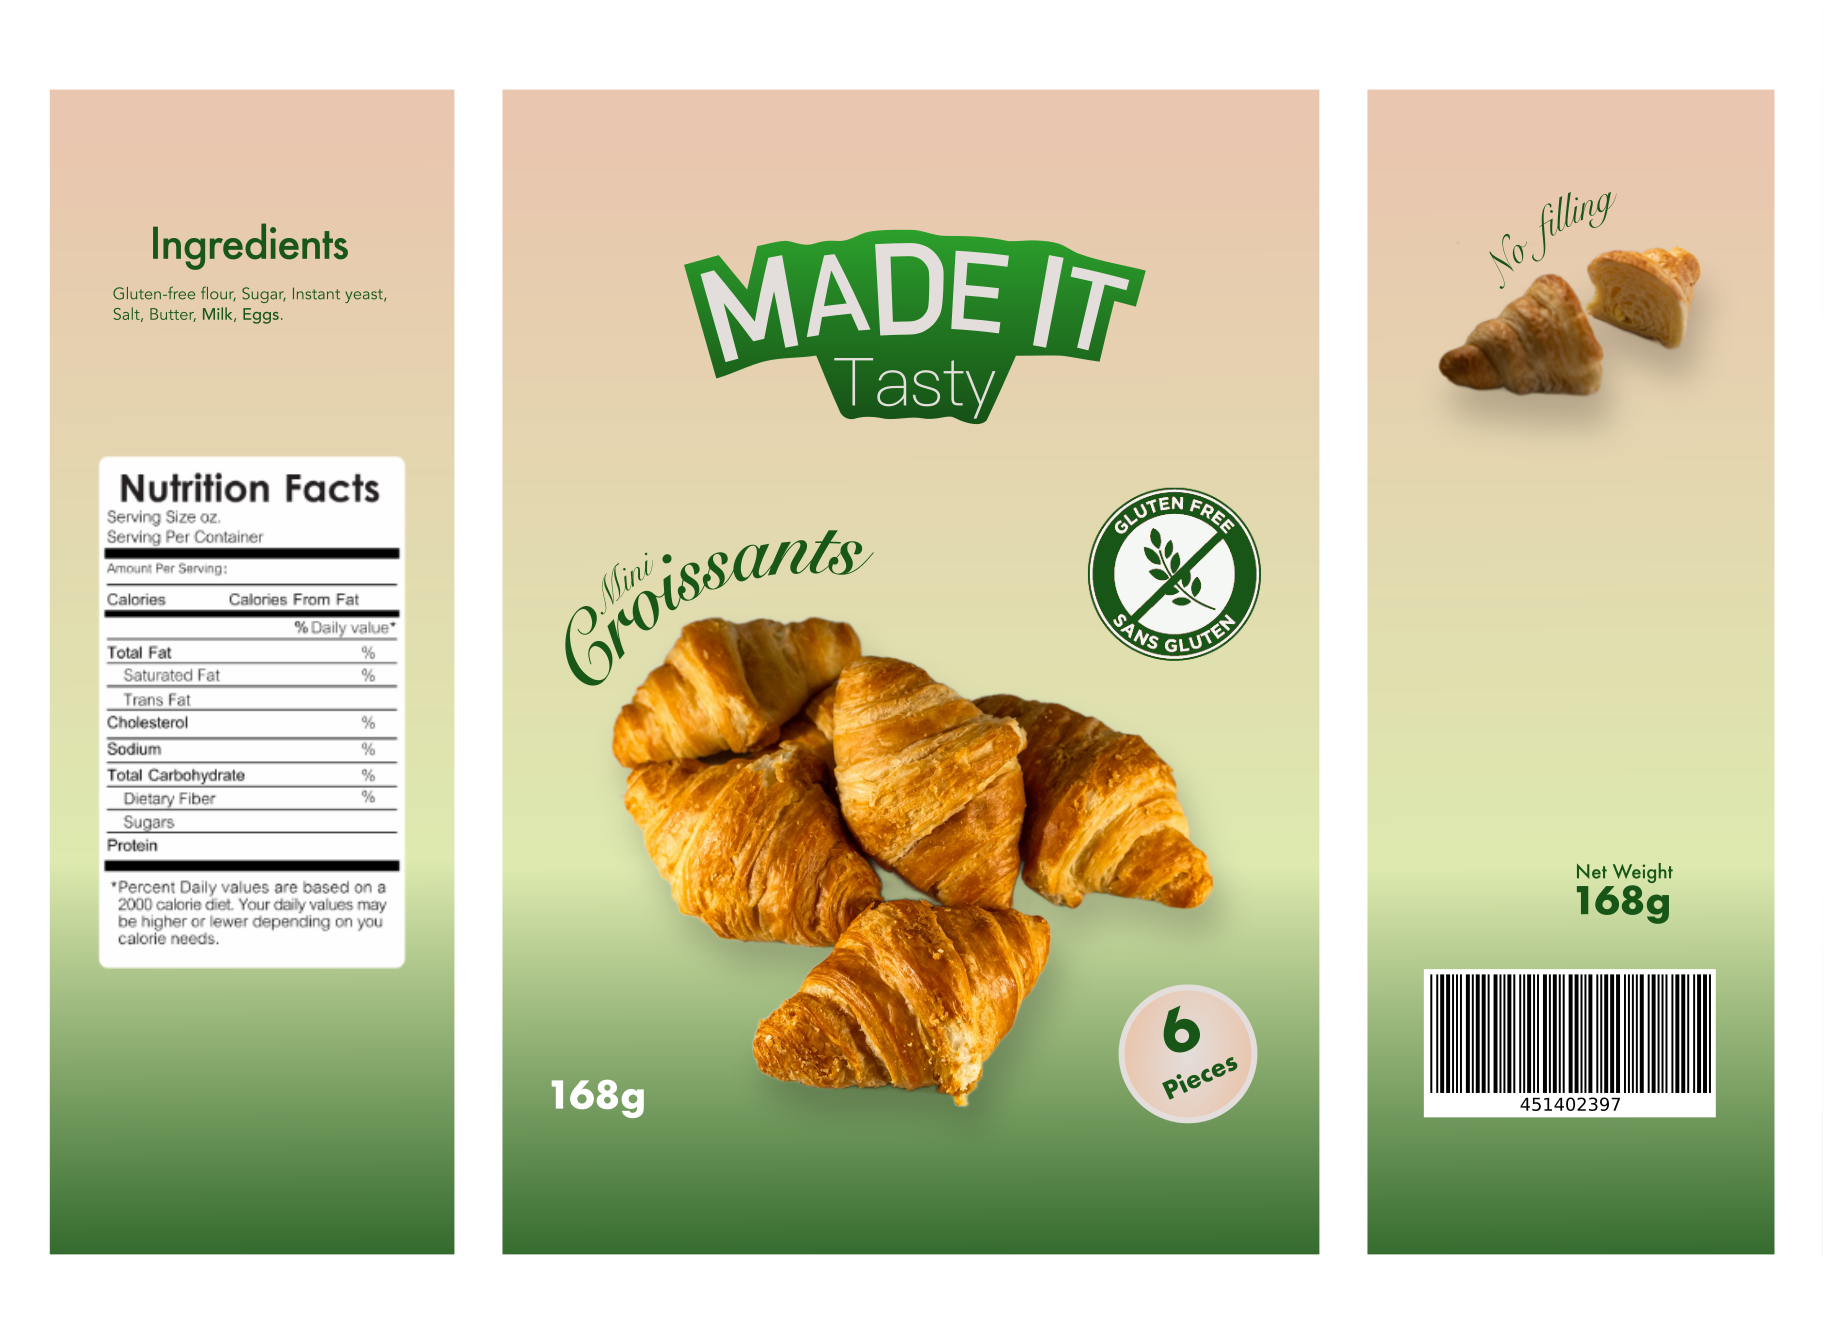 Ingredients
Gluten-free flour, Sugar, Instant yeast,
Salt, Butter, Milk, Eggs.
Nutrition Facts
Serving Size oz.
Serving Per Container
Amount Per Serving:
Calories Calories From Fat
% Daily value*
Total Fat %
Saturated Fat %
Trans Fat
Cholesterol %
Sodium %
Total Carbohydrate %
Dietary Fiber %
Sugars
Protein
*Percent Daily values are based on a
2000 calorie diet. Your daily values may
be higher or lewer depending on you
calorie needs.
MADE IT
Tasty
GLUTEN FREE
SANS GLUTEN
Mini
Croissants
6
Pieces
168g
No filling
Net Weight
168g
451402397